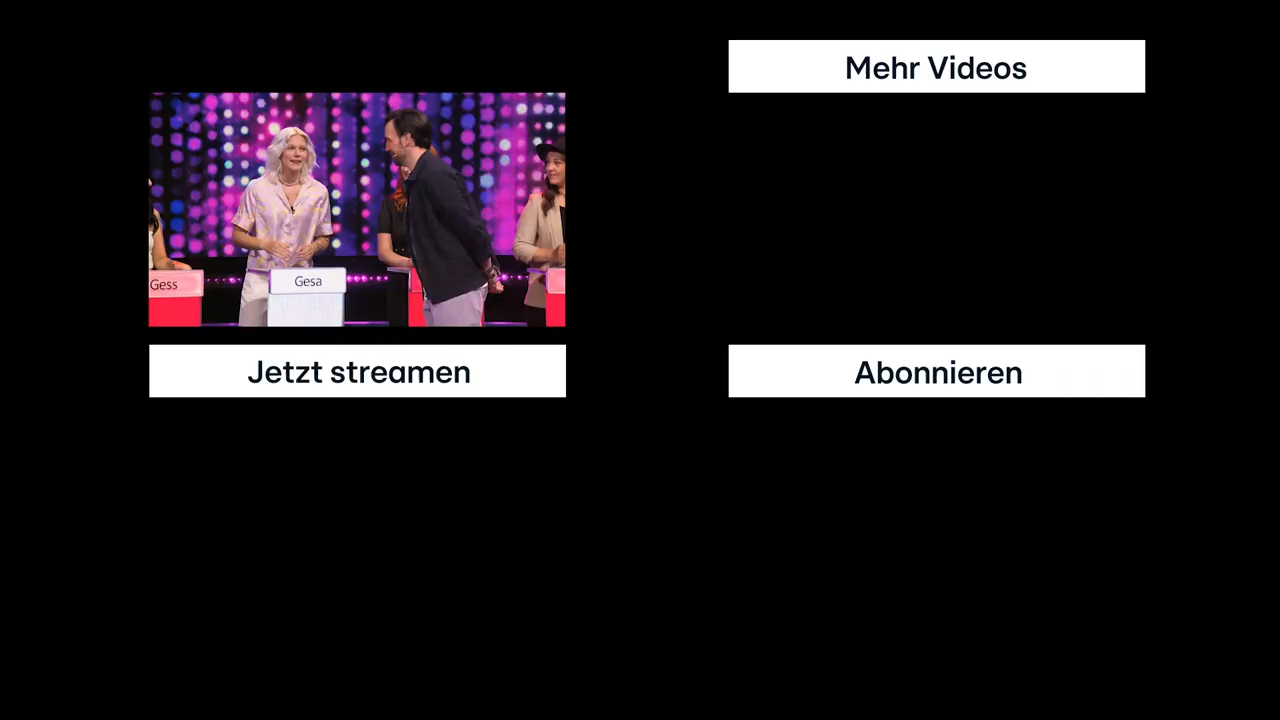 Mehr Videos
Gess
Gesa
Jetzt streamen
Abonnieren